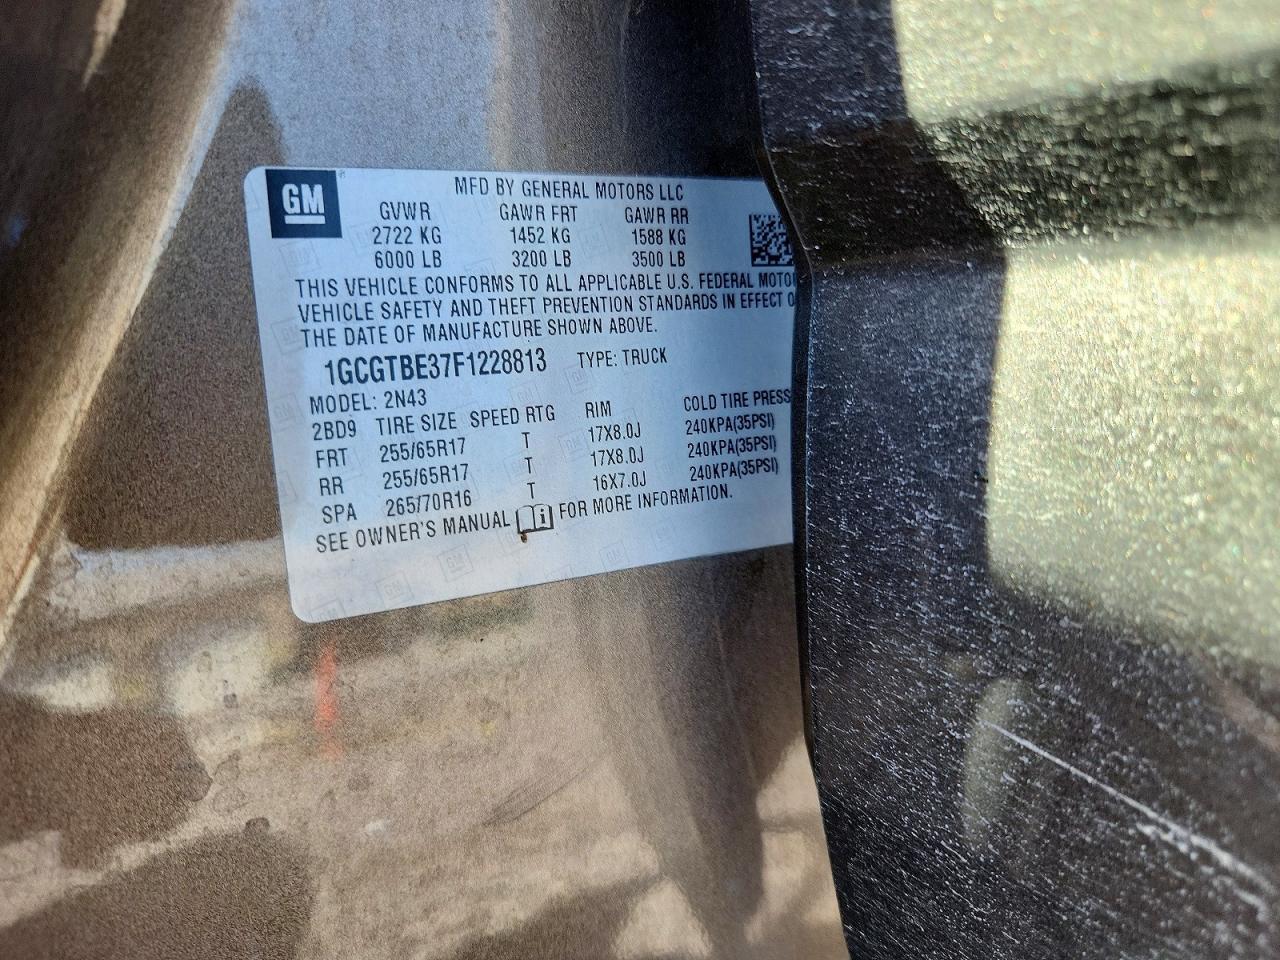 GM
MFD BY GENERAL MOTORS LLC
GVWR GAWR FRT GAWR RR
2722 KG 1452 KG 1588 KG
6000 LB 3200 LB 3500 LB
THIS VEHICLE CONFORMS TO ALL APPLICABLE U.S. FEDERAL MOTO
VEHICLE SAFETY AND THEFT PREVENTION STANDARDS IN EFFECT O
THE DATE OF MANUFACTURE SHOWN ABOVE.
1GCGTBE37F1228813 TYPE: TRUCK
MODEL: 2N43
2BD9 TIRE SIZE SPEED RTG RIM COLD TIRE PRESS
FRT 255/65R17 T 17X8.0J 240KPA(35PSI)
RR 255/65R17 T 17X8.0J 240KPA(35PSI)
SPA 265/70R16 T 16X7.0J 240KPA(35PSI)
SEE OWNER'S MANUAL i FOR MORE INFORMATION.